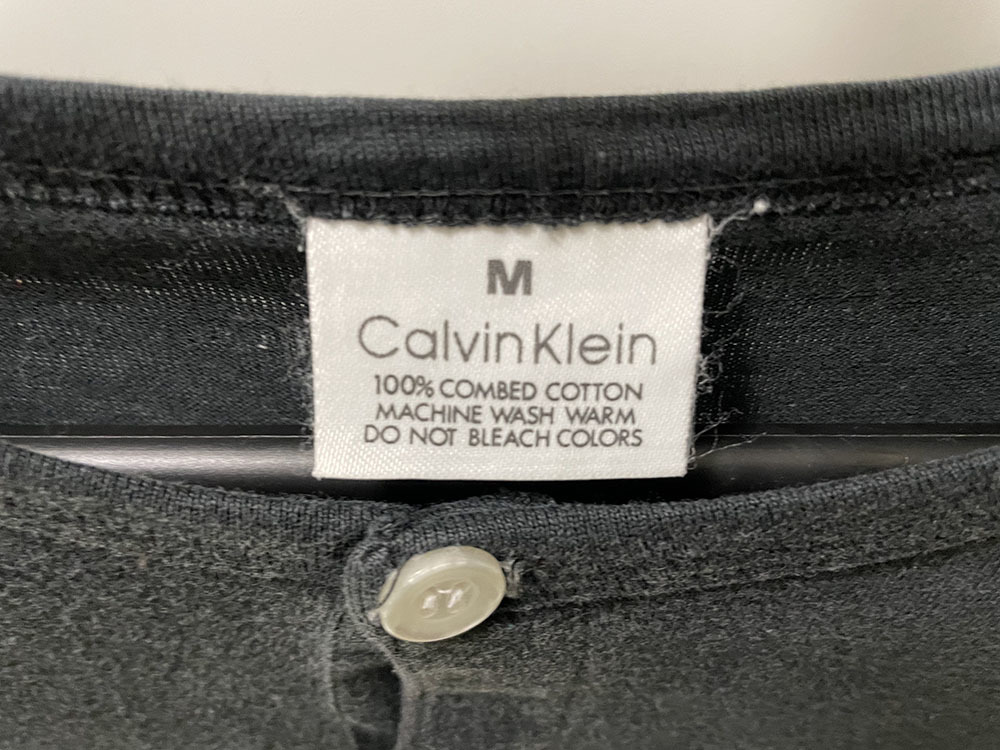 M
Calvin Klein
100% COMBED COTTON
MACHINE WASH WARM
DO NOT BLEACH COLORS